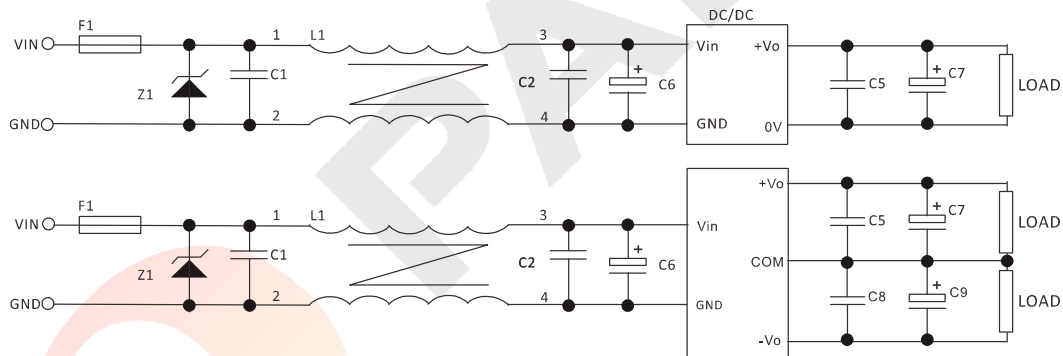 DC/DC
F1
VIN
1 L1 3
Vin +Vo
Z1 C1 C2 + C6 C5 + C7 LOAD
GND 2 4 GND 0V
F1
VIN
1 L1 3
Vin +Vo
Z1 C1 C2 + C6 C5 + C7 LOAD
COM
GND 2 4 GND C8 + C9 LOAD
-Vo